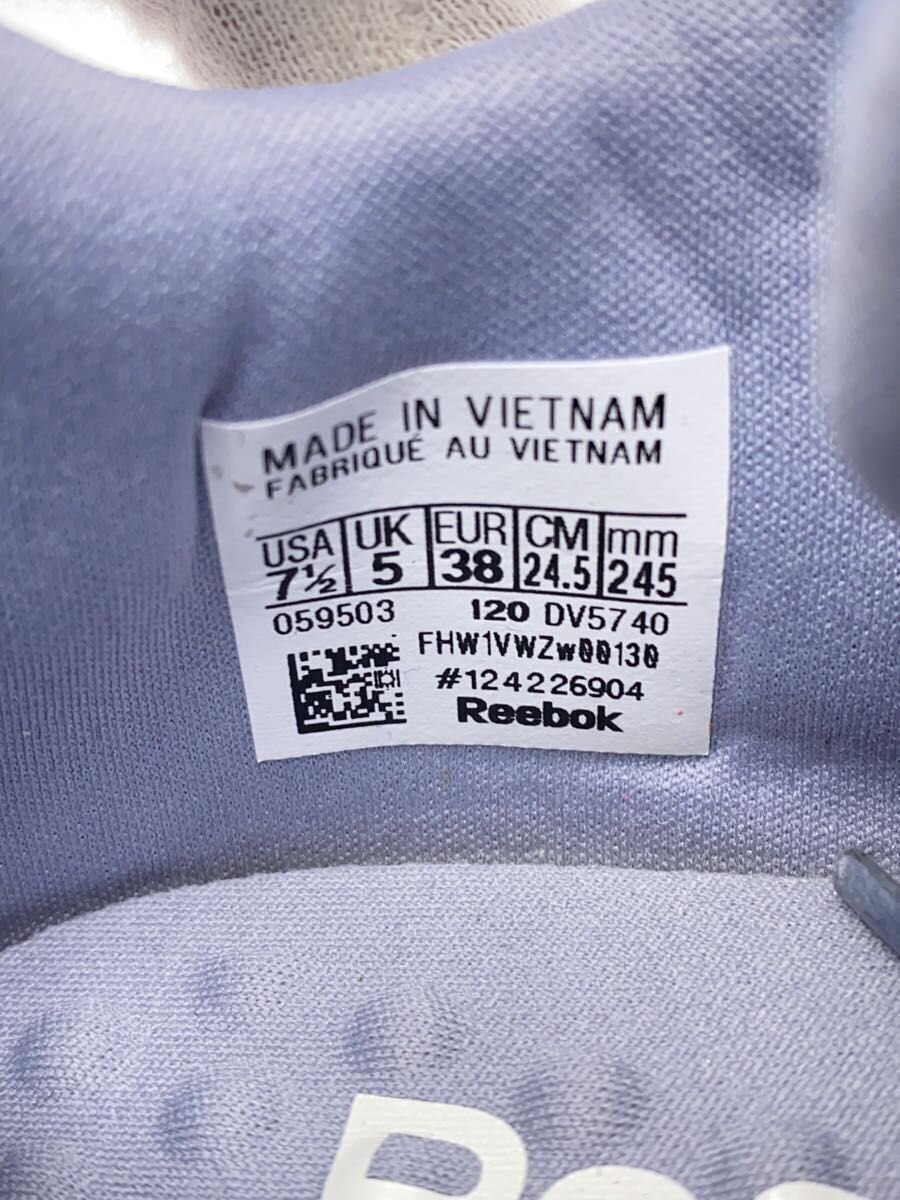 MADE IN VIETNAM
FABRIQUÉ AU VIETNAM
USA UK EUR CM mm
7½ 5 38 24.5 245
059503 120 DV5740
FHW1VWZw00130
#124226904
Reebok